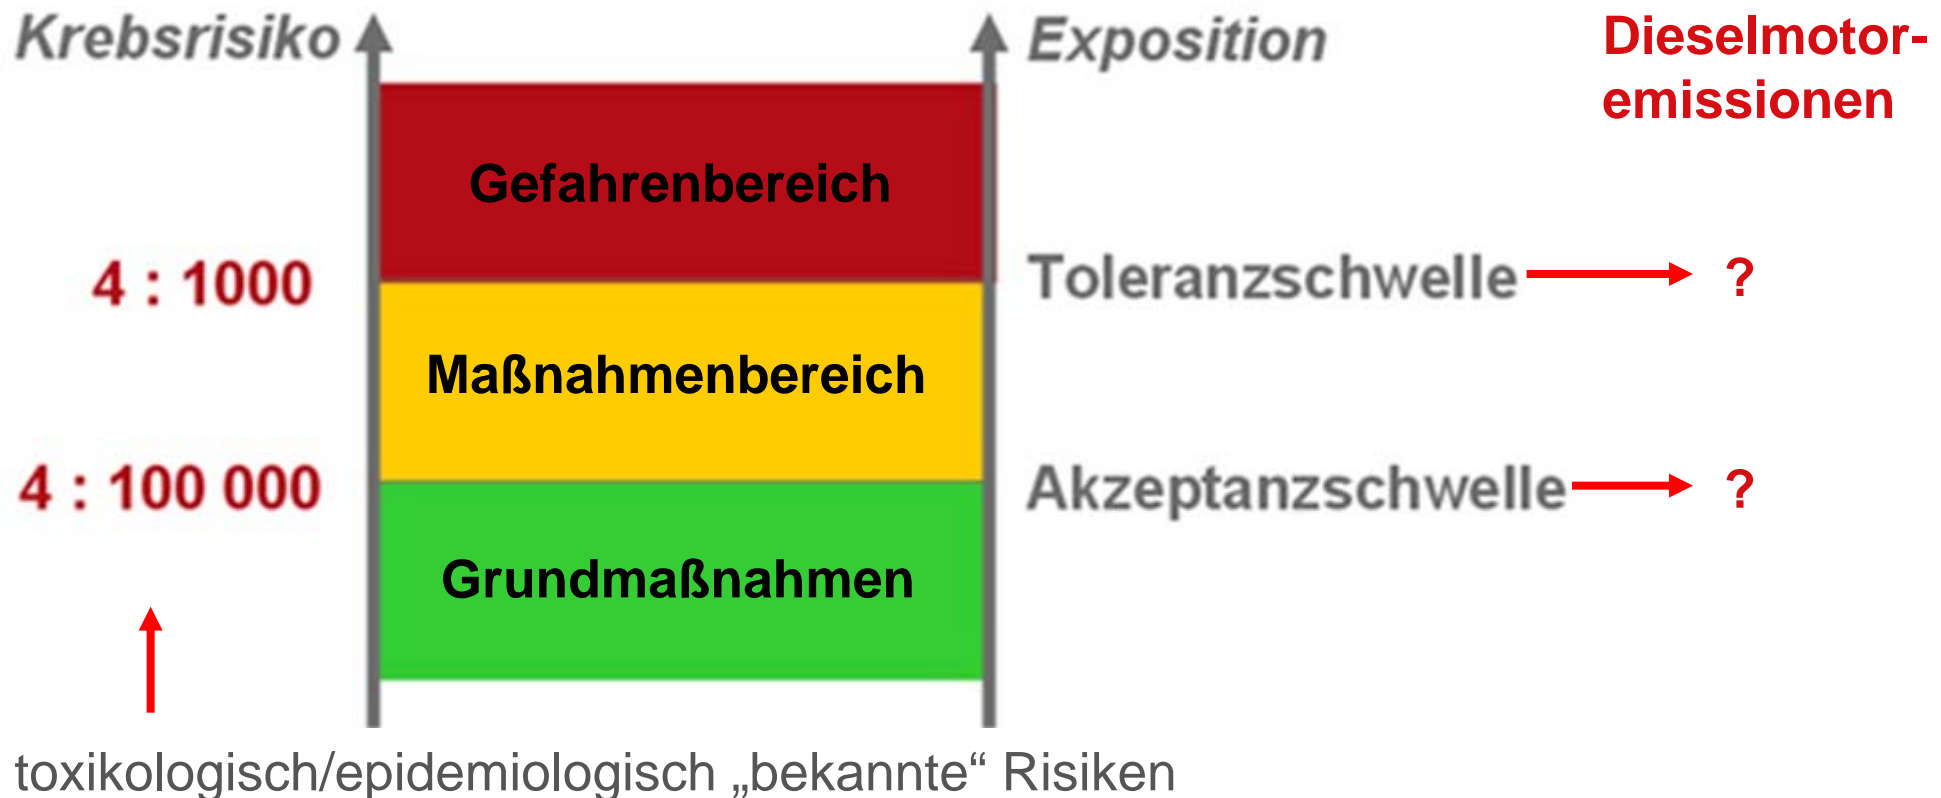 Krebsrisiko
Exposition
Dieselmotor-
emissionen
Gefahrenbereich
4 : 1000
Toleranzschwelle
?
Maßnahmenbereich
4 : 100 000
Akzeptanzschwelle
?
Grundmaßnahmen
toxikologisch/epidemiologisch „bekannte“ Risiken